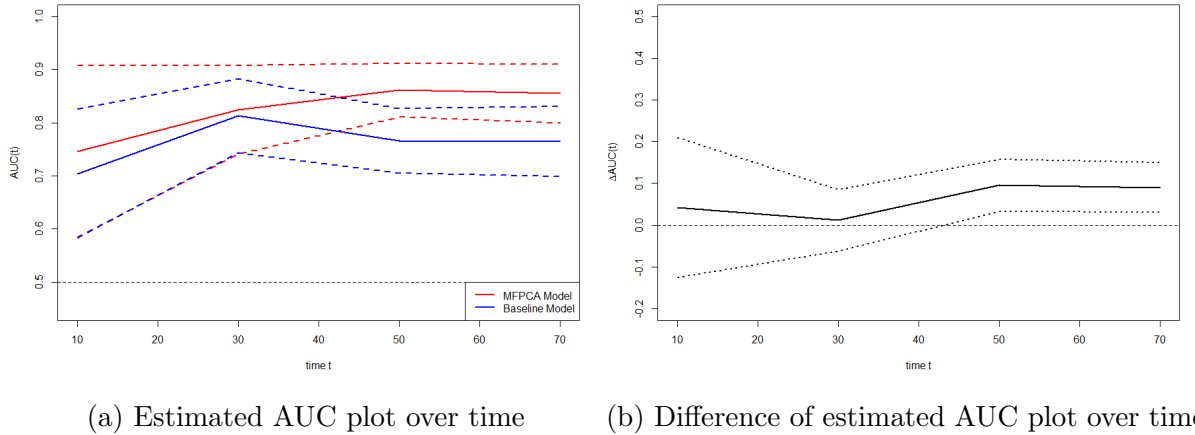 1.0
0.9
0.8
0.7
0.6
0.5
AUC(t)
10 20 30 40 50 60 70
time t
MFPCA Model
Baseline Model
0.5
0.4
0.3
0.2
0.1
0.0
-0.1
-0.2
ΔAUC(t)
10 20 30 40 50 60 70
time t
(a) Estimated AUC plot over time
(b) Difference of estimated AUC plot over time